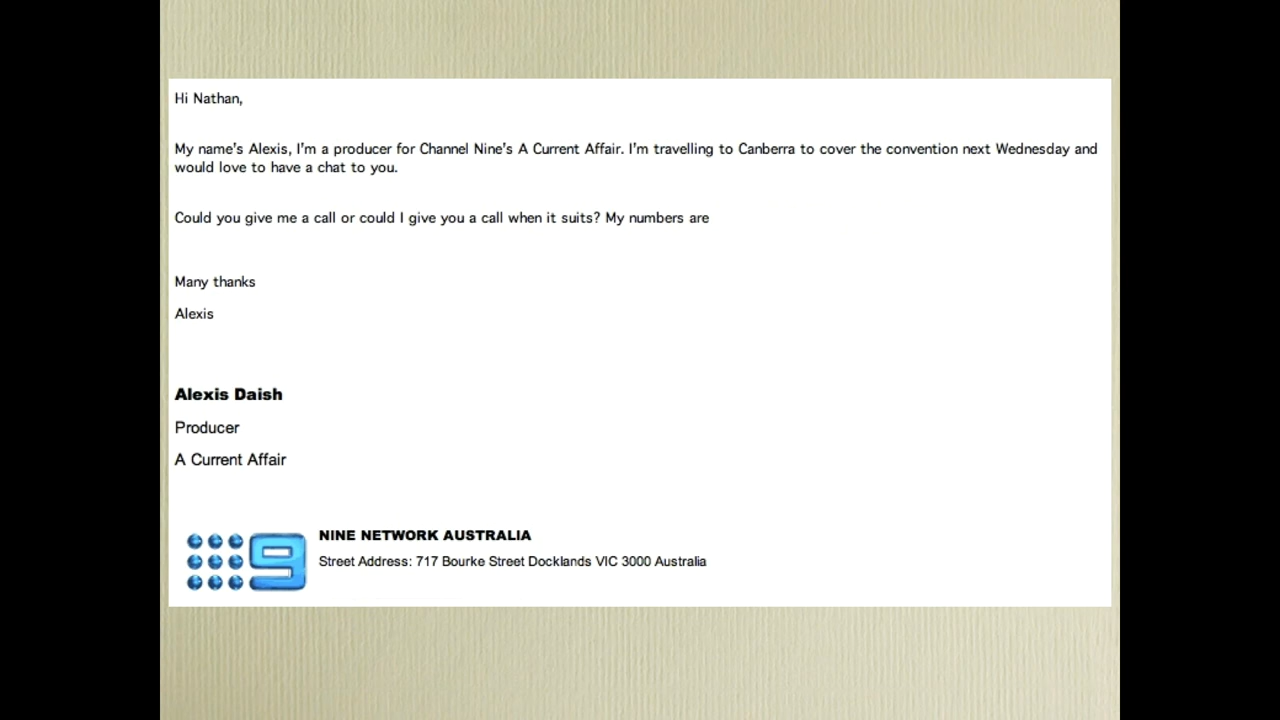 Hi Nathan,
My name's Alexis, I'm a producer for Channel Nine's A Current Affair. I'm travelling to Canberra to cover the convention next Wednesday and
would love to have a chat to you.
Could you give me a call or could I give you a call when it suits? My numbers are
Many thanks
Alexis
Alexis Daish
Producer
A Current Affair
9
NINE NETWORK AUSTRALIA
Street Address: 717 Bourke Street Docklands VIC 3000 Australia